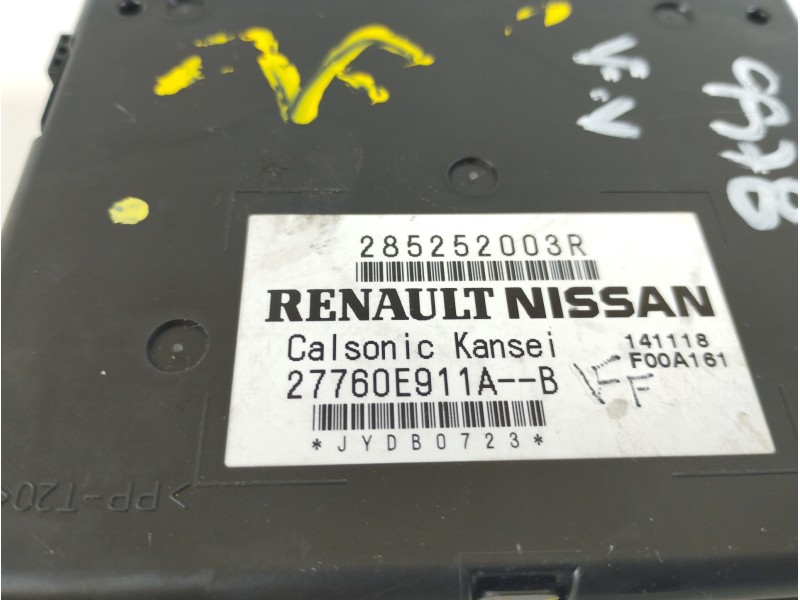 285252003R
RENAULT NISSAN
Calsonic Kansei
141118
27760E911A--B
F00A161
*JYDB0723*
>PP-T20<